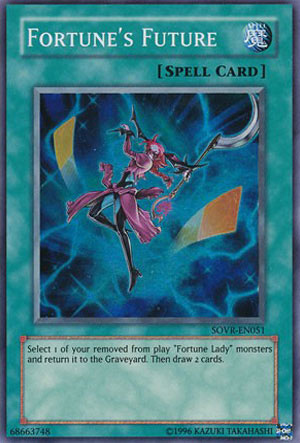 FORTUNE'S FUTURE
[SPELL CARD]
SOVR-EN051
Select 1 of your removed from play "Fortune Lady" monsters
and return it to the Graveyard. Then draw 2 cards.
68663748
©1996 KAZUKI TAKAHASHI